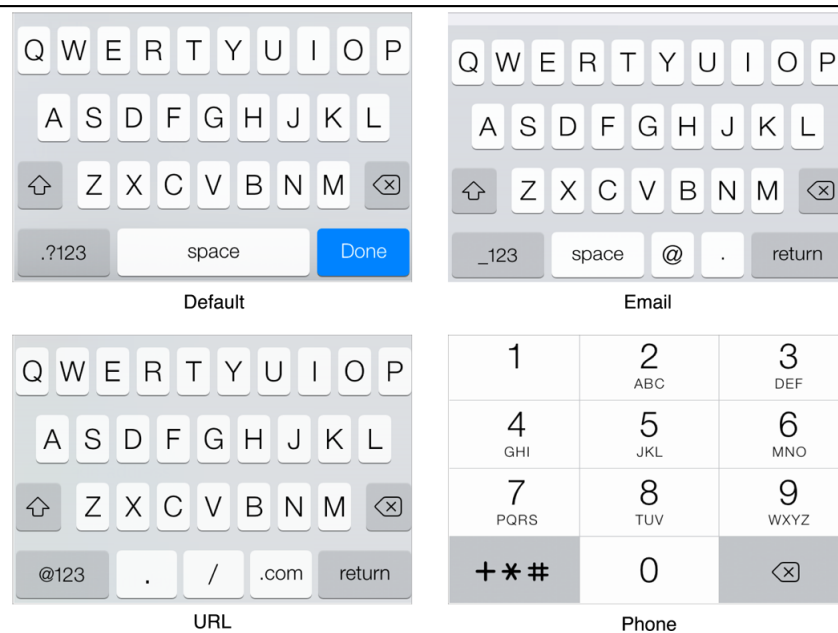 Q W E R T Y U I O P
A S D F G H J K L
Z X C V B N M
.?123 space Done
Default
Q W E R T Y U I O P
A S D F G H J K L
Z X C V B N M
_123 space @ . return
Email
Q W E R T Y U I O P
A S D F G H J K L
Z X C V B N M
@123 . / .com return
URL
1 2 3
ABC DEF
4 5 6
GHI JKL MNO
7 8 9
PQRS TUV WXYZ
+*# 0
Phone